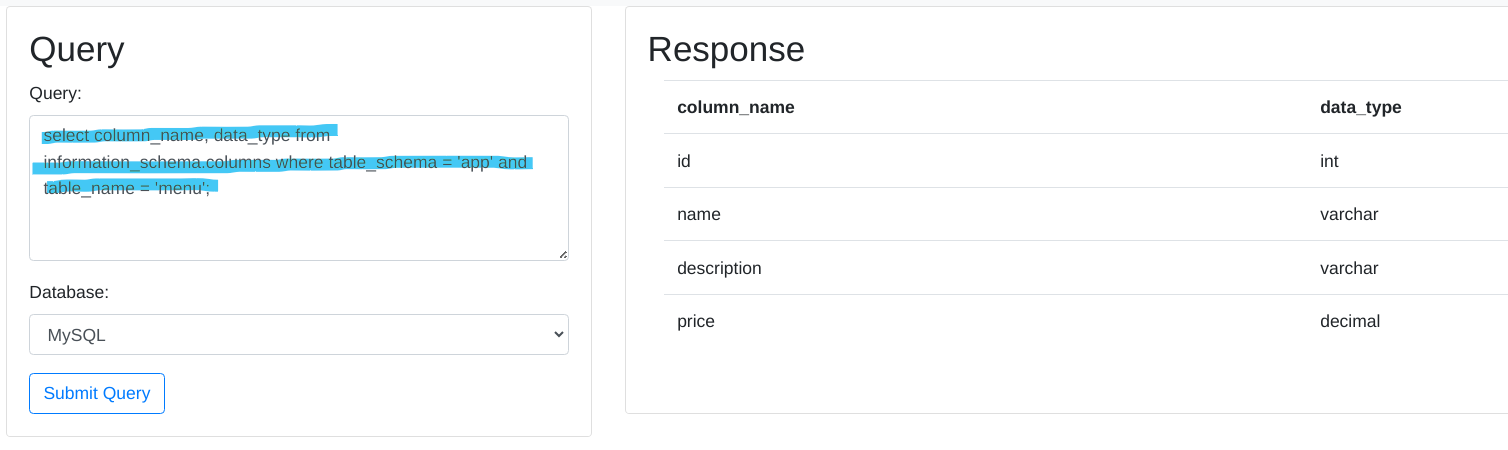 Query
Query:
select column_name, data_type from
information_schema.columns where table_schema = 'app' and
table_name = 'menu';
Database:
MySQL
Submit Query
Response
column_name data_type
id int
name varchar
description varchar
price decimal